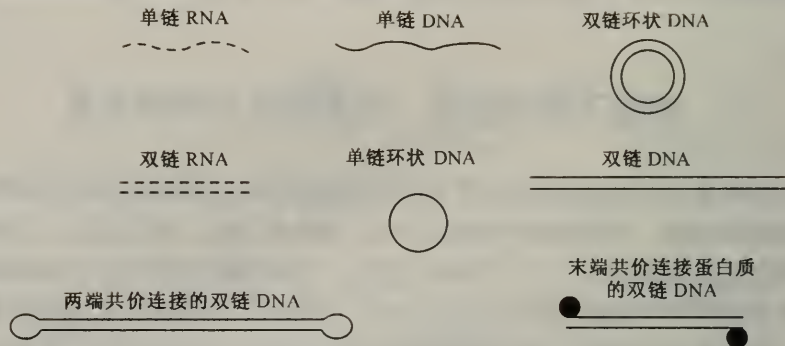 单链 RNA
单链 DNA
双链环状 DNA
双链 RNA
单链环状 DNA
双链 DNA
两端共价连接的双链 DNA
末端共价连接蛋白质
的双链 DNA